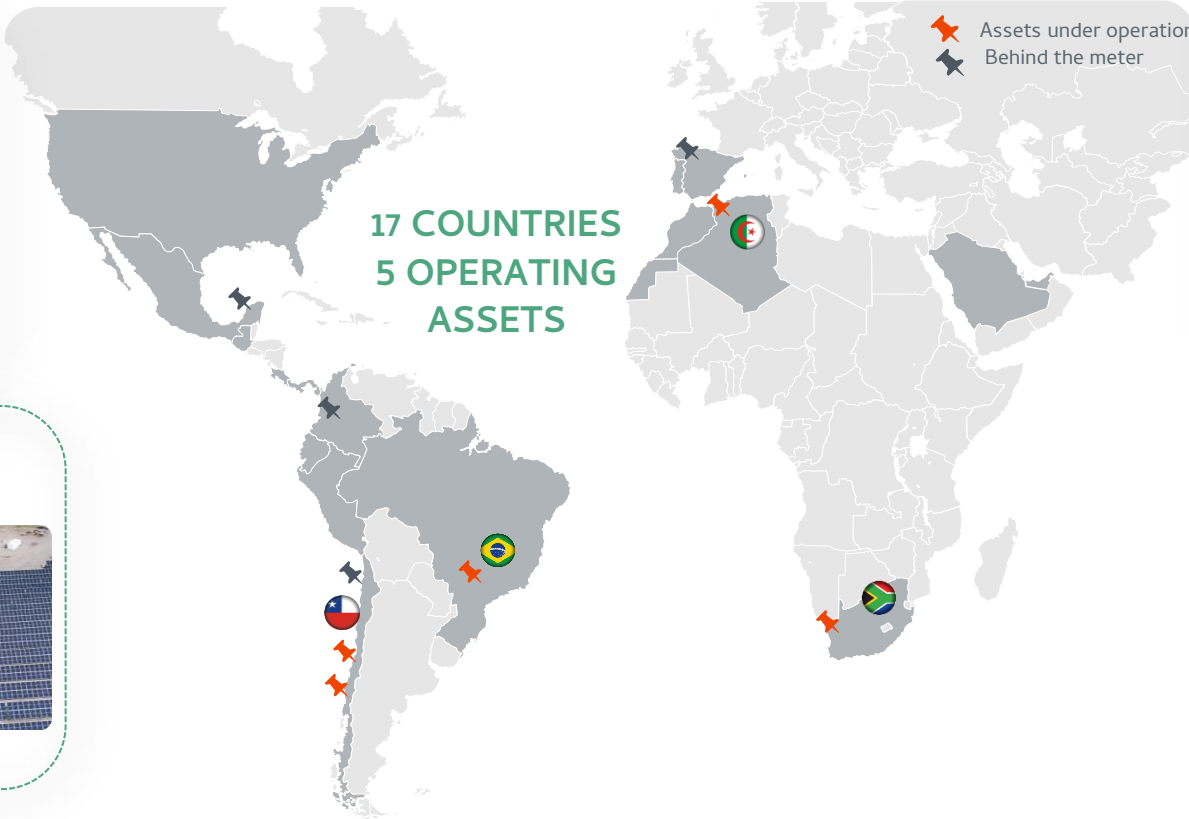 Assets under operation
Behind the meter
17 COUNTRIES
5 OPERATING
ASSETS